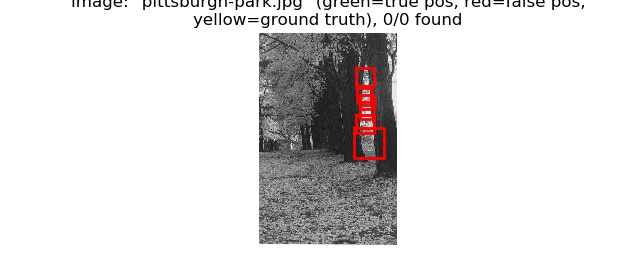 image: "pittsburgh-park.jpg" (green=true pos, red=false pos,
yellow=ground truth), 0/0 found